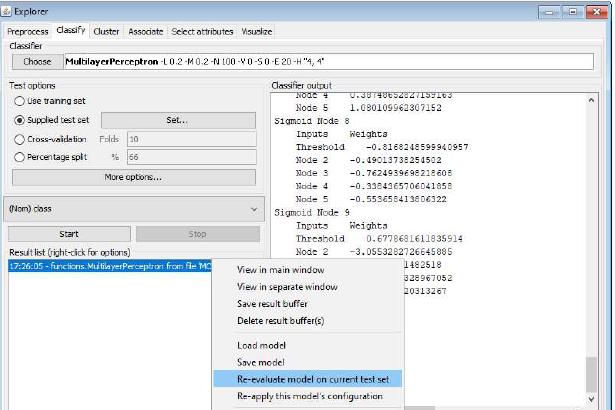 Explorer
Preprocess Classify Cluster Associate Select attributes Visualize
Classifier
Choose MultilayerPerceptron -L 0.2 -M 0.2 -N 100 -V 0 -S 0 -E 20 -H "4, 4"
Test options
Use training set
Supplied test set Set...
Cross-validation Folds 10
Percentage split % 66
More options...
(Nom) class
Start Stop
Result list (right-click for options)
17:26:05 - functions.MultilayerPerceptron from file 'MO
Classifier output
Node 4 0.38748652827159163
Node 5 1.080109962307152
Sigmoid Node 8
Inputs Weights
Threshold -0.8168248599940957
Node 2 -0.49013738254502
Node 3 -0.7624939698218608
Node 4 -0.3384365706041858
Node 5 -0.553658413806322
Sigmoid Node 9
Inputs Weights
Threshold 0.6778681611835914
Node 2 -3.0553282726645885
1482518
328967052
20313267
View in main window
View in separate window
Save result buffer
Delete result buffer(s)
Load model
Save model
Re-evaluate model on current test set
Re-apply this model's configuration